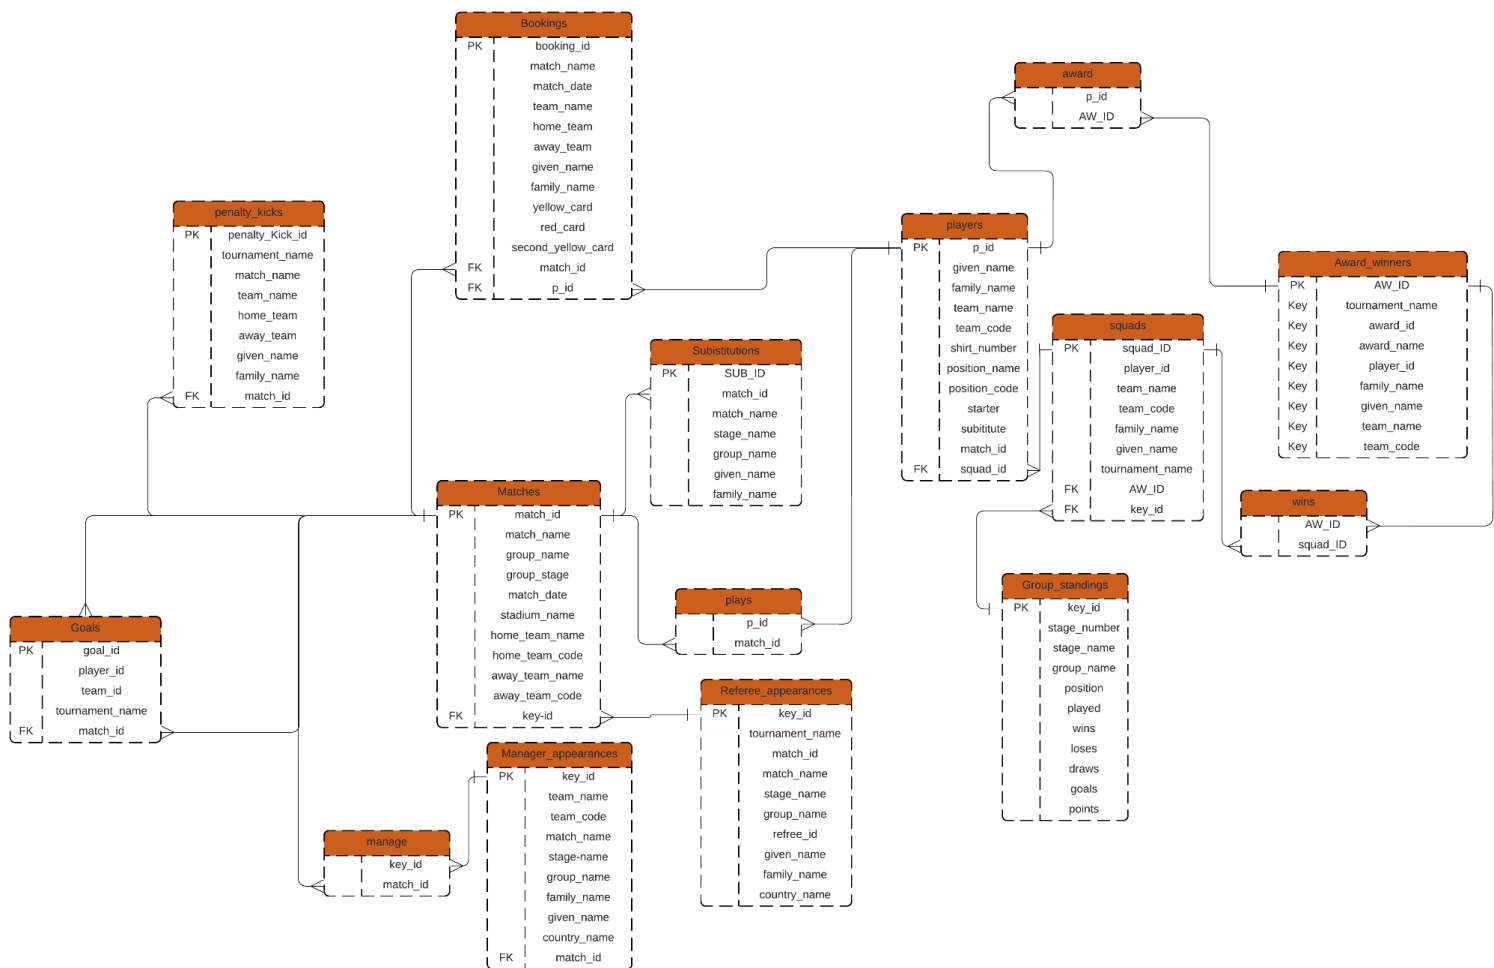 Bookings
PK booking_id
match_name
match_date
team_name
home_team
away_team
given_name
family_name
yellow_card
red_card
second_yellow_card
FK match_id
FK p_id
award
p_id
AW_ID
penalty_kicks
PK penalty_Kick_id
tournament_name
match_name
team_name
home_team
away_team
given_name
family_name
FK match_id
players
PK p_id
given_name
family_name
team_name
team_code
shirt_number
position_name
position_code
starter
subititute
match_id
FK squad_id
Award_winners
PK AW_ID
Key tournament_name
Key award_id
Key award_name
Key player_id
Key family_name
Key given_name
Key team_name
Key team_code
squads
PK squad_ID
player_id
team_name
team_code
family_name
given_name
tournament_name
FK AW_ID
FK key_id
Subistitutions
PK SUB_ID
match_id
match_name
stage_name
group_name
given_name
family_name
Matches
PK match_id
match_name
group_name
group_stage
match_date
stadium_name
home_team_name
home_team_code
away_team_name
away_team_code
FK key-id
wins
AW_ID
squad_ID
Group_standings
PK key_id
stage_number
stage_name
group_name
position
played
wins
loses
draws
goals
points
plays
p_id
match_id
Goals
PK goal_id
player_id
team_id
tournament_name
FK match_id
Referee_appearances
PK key_id
tournament_name
match_id
match_name
stage_name
group_name
refree_id
given_name
family_name
country_name
Manager_appearances
PK key_id
team_name
team_code
match_name
stage-name
group_name
family_name
given_name
country_name
FK match_id
manage
key_id
match_id